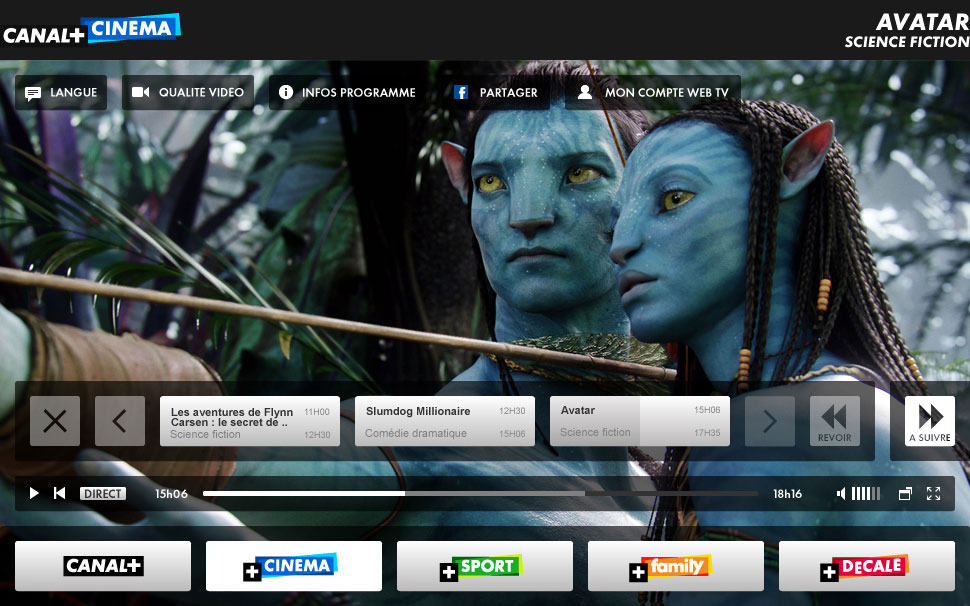 CANAL+ CINEMA
AVATAR
SCIENCE FICTION
LANGUE
QUALITE VIDEO
INFOS PROGRAMME
f PARTAGER
MON COMPTE WEB TV
Les aventures de Flynn 11H00
Carsen : le secret de ..
Science fiction 12H30
Slumdog Millionaire 12H30
Comédie dramatique 15H06
Avatar 15H06
Science fiction 17H35
REVOIR
A SUIVRE
DIRECT
15h06
18h16
CANAL+
+CINEMA
+SPORT
+family
+DECALE